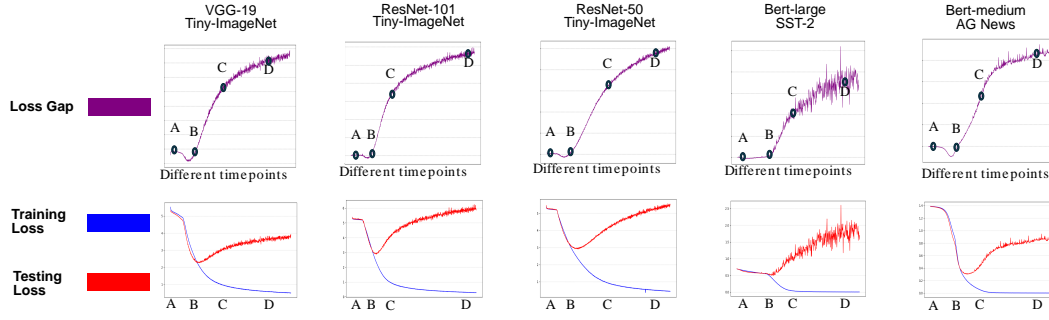 VGG-19
Tiny-ImageNet
ResNet-101
Tiny-ImageNet
ResNet-50
Tiny-ImageNet
Bert-large
SST-2
Bert-medium
AG News
Loss Gap
A B C D
A B C D
A B C D
A B C D
A B C D
Different timepoints
Different timepoints
Different timepoints
Different timepoints
Different timepoints
Training
Loss
Testing
Loss
A B C D
A B C D
A B C D
A B C D
A B C D